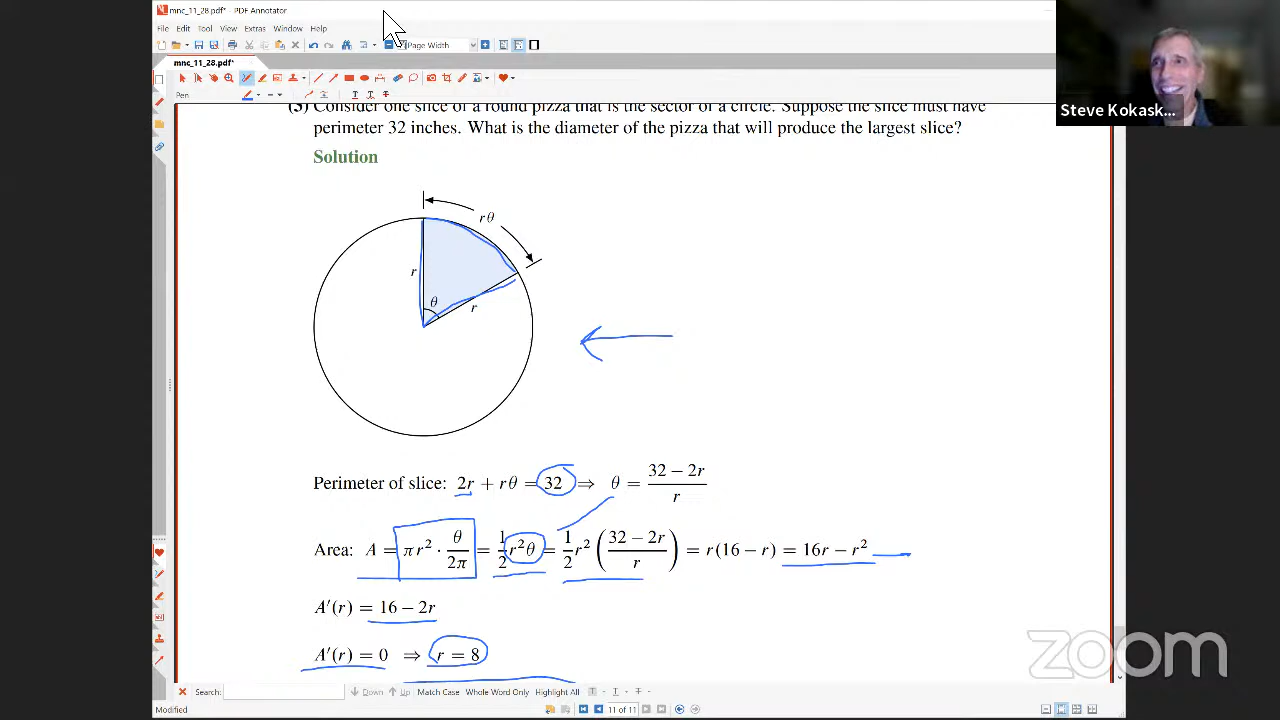 mnc_11_28.pdf* - PDF Annotator
File Edit Tool View Extras Window Help
Page Width
mnc_11_28.pdf*
Pen
(3) Consider one slice of a round pizza that is the sector of a circle. Suppose the slice must have
perimeter 32 inches. What is the diameter of the pizza that will produce the largest slice?
Steve Kokask...
Solution
rθ
r
θ
r
Perimeter of slice: 2r + rθ = 32 ⇒ θ = (32 − 2r)/r
Area: A = πr² · θ/2π = 1/2 r²θ = 1/2 r² ((32 − 2r)/r) = r(16 − r) = 16r − r²
A′(r) = 16 − 2r
A′(r) = 0 ⇒ r = 8
zoom
Search: Down Up Match Case Whole Word Only Highlight All
Modified 11 of 11